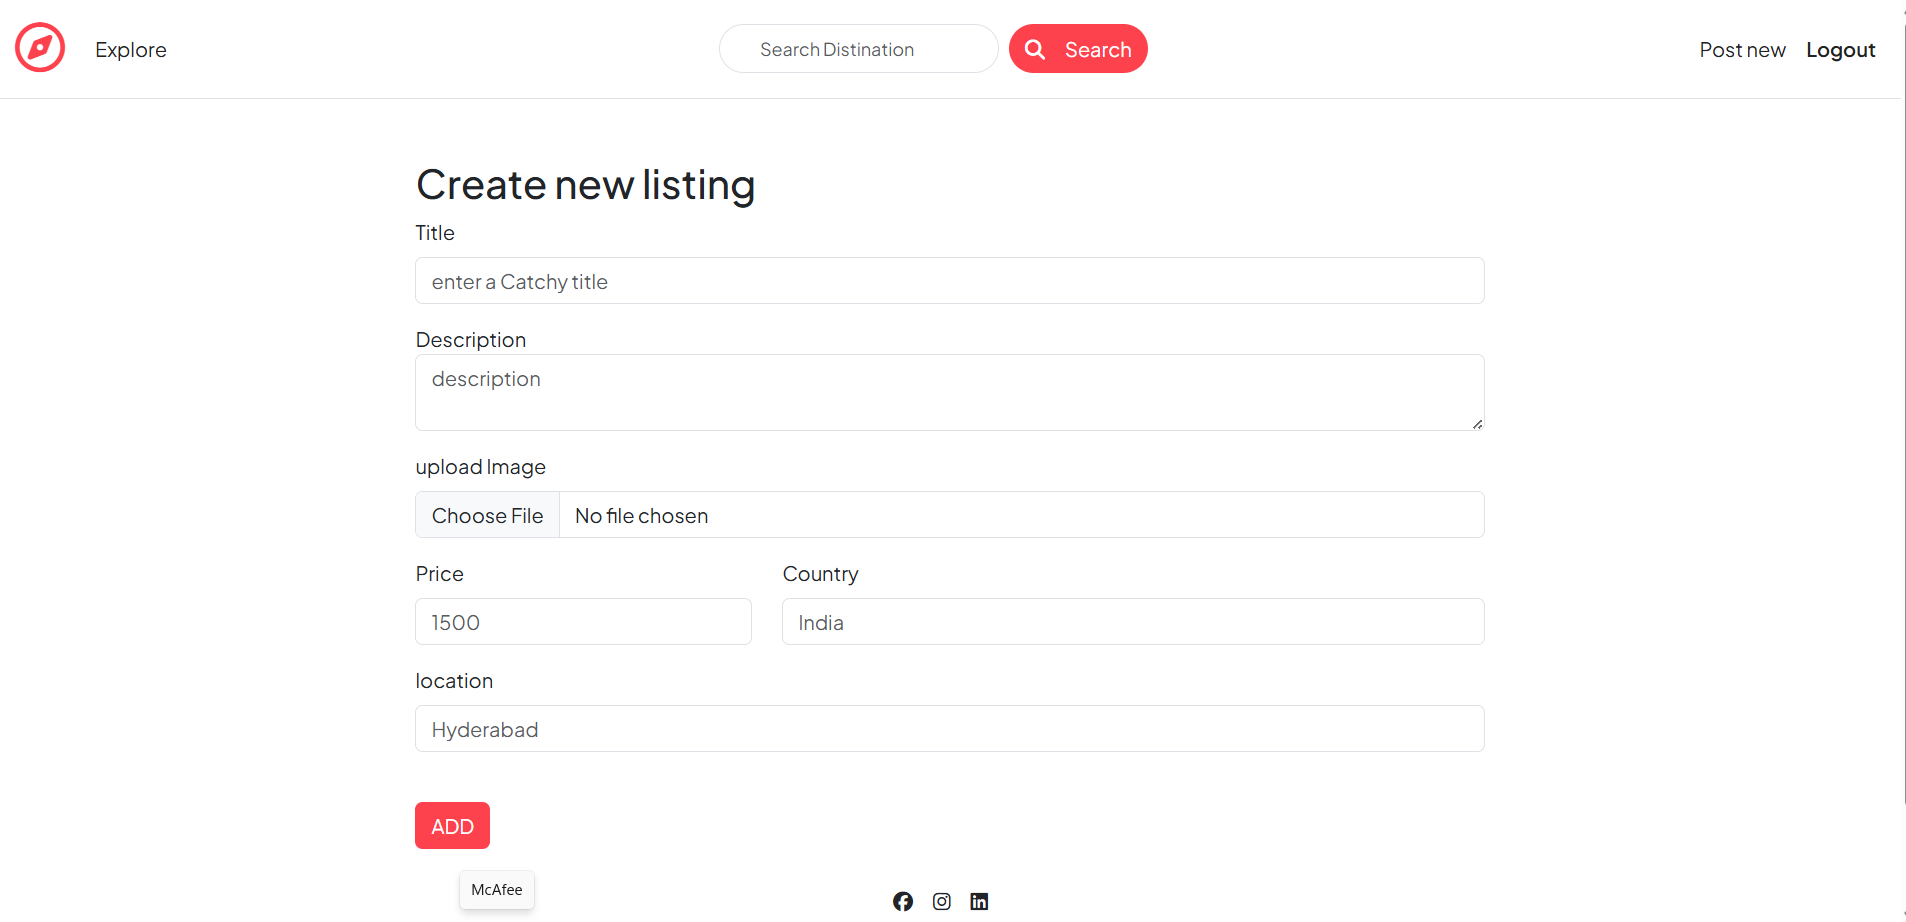 Explore
Search Distination
Search
Post new
Logout
Create new listing
Title
enter a Catchy title
Description
description
upload Image
Choose File
No file chosen
Price
Country
1500
India
location
Hyderabad
ADD
McAfee